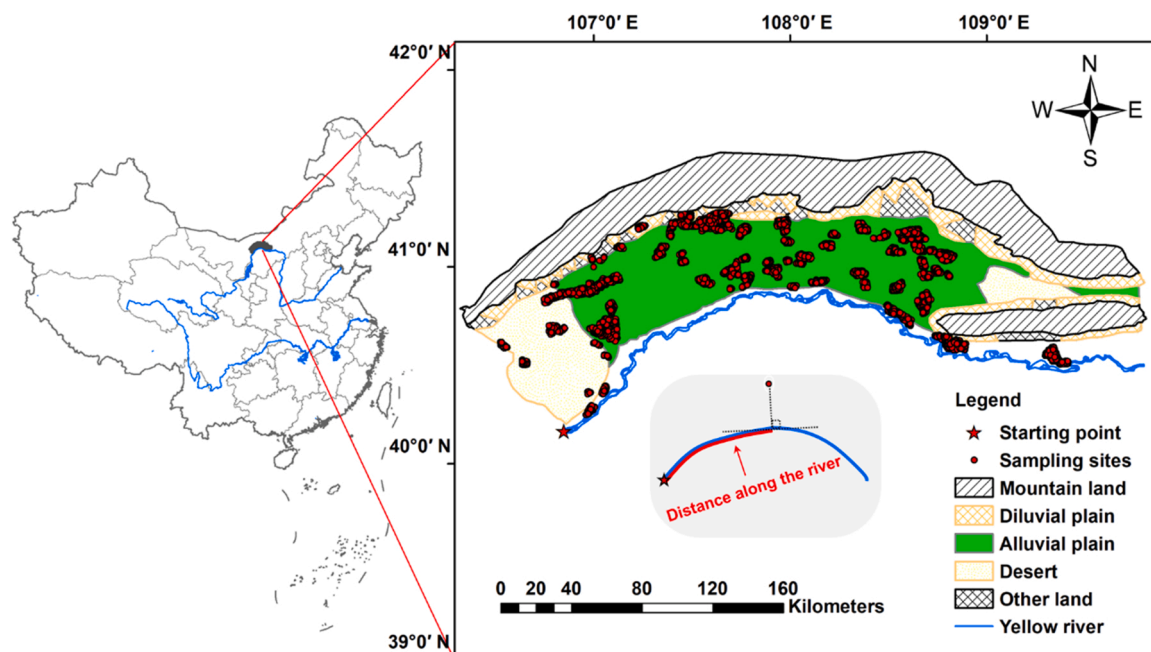 107°0′ E 108°0′ E 109°0′ E
42°0′ N
41°0′ N
40°0′ N
39°0′ N
N
W E
S
Distance along the river
0 20 40 80 120 160
Kilometers
Legend
Starting point
Sampling sites
Mountain land
Diluvial plain
Alluvial plain
Desert
Other land
Yellow river